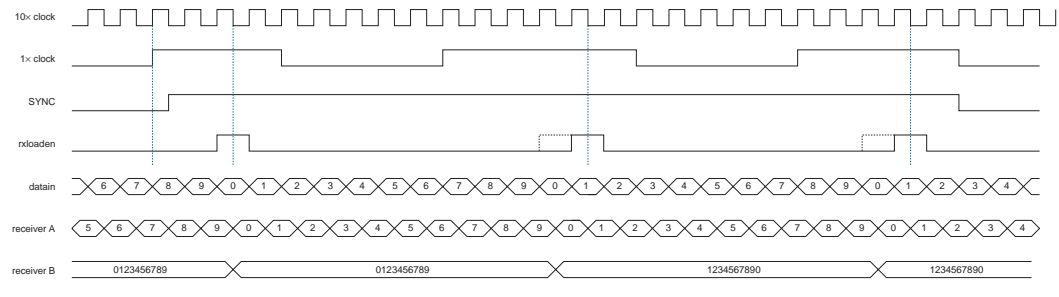 10× clock
1× clock
SYNC
rxloaden
datain 6 7 8 9 0 1 2 3 4 5 6 7 8 9 0 1 2 3 4 5 6 7 8 9 0 1 2 3 4
receiver A 5 6 7 8 9 0 1 2 3 4 5 6 7 8 9 0 1 2 3 4 5 6 7 8 9 0 1 2 3 4
receiver B 0123456789 0123456789 1234567890 1234567890